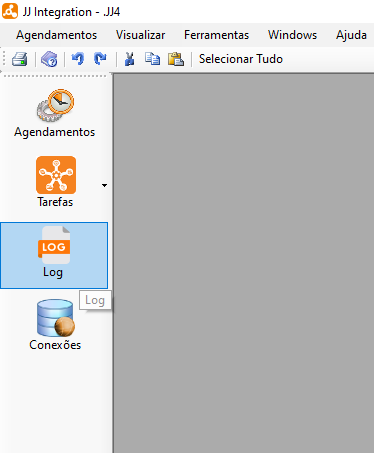 JJ Integration - JJ4
Agendamentos Visualizar Ferramentas Windows Ajuda
Selecionar Tudo
Agendamentos
Tarefas
LOG
Log
Log
Conexões